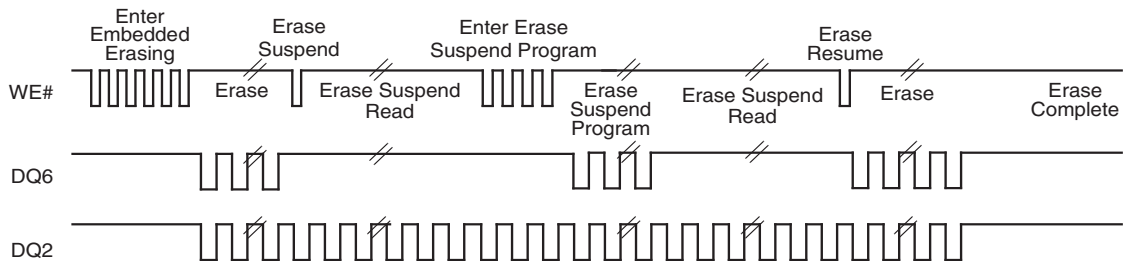 Enter
Embedded
Erasing
Erase
Suspend
Enter Erase
Suspend Program
Erase
Resume
WE#
Erase
Erase Suspend
Read
Erase
Suspend
Program
Erase Suspend
Read
Erase
Erase
Complete
DQ6
DQ2